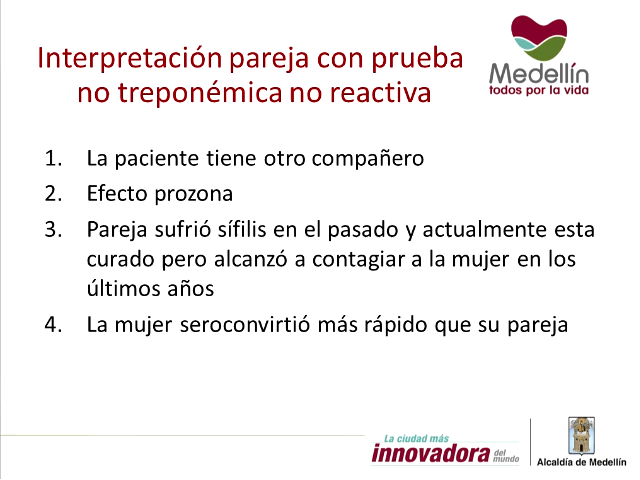 Interpretación pareja con prueba
no treponémica no reactiva
Medellín
todos por la vida
1. La paciente tiene otro compañero
2. Efecto prozona
3. Pareja sufrió sífilis en el pasado y actualmente esta
curado pero alcanzó a contagiar a la mujer en los
últimos años
4. La mujer seroconvirtió más rápido que su pareja
La ciudad más
innovadora del mundo
Alcaldía de Medellín